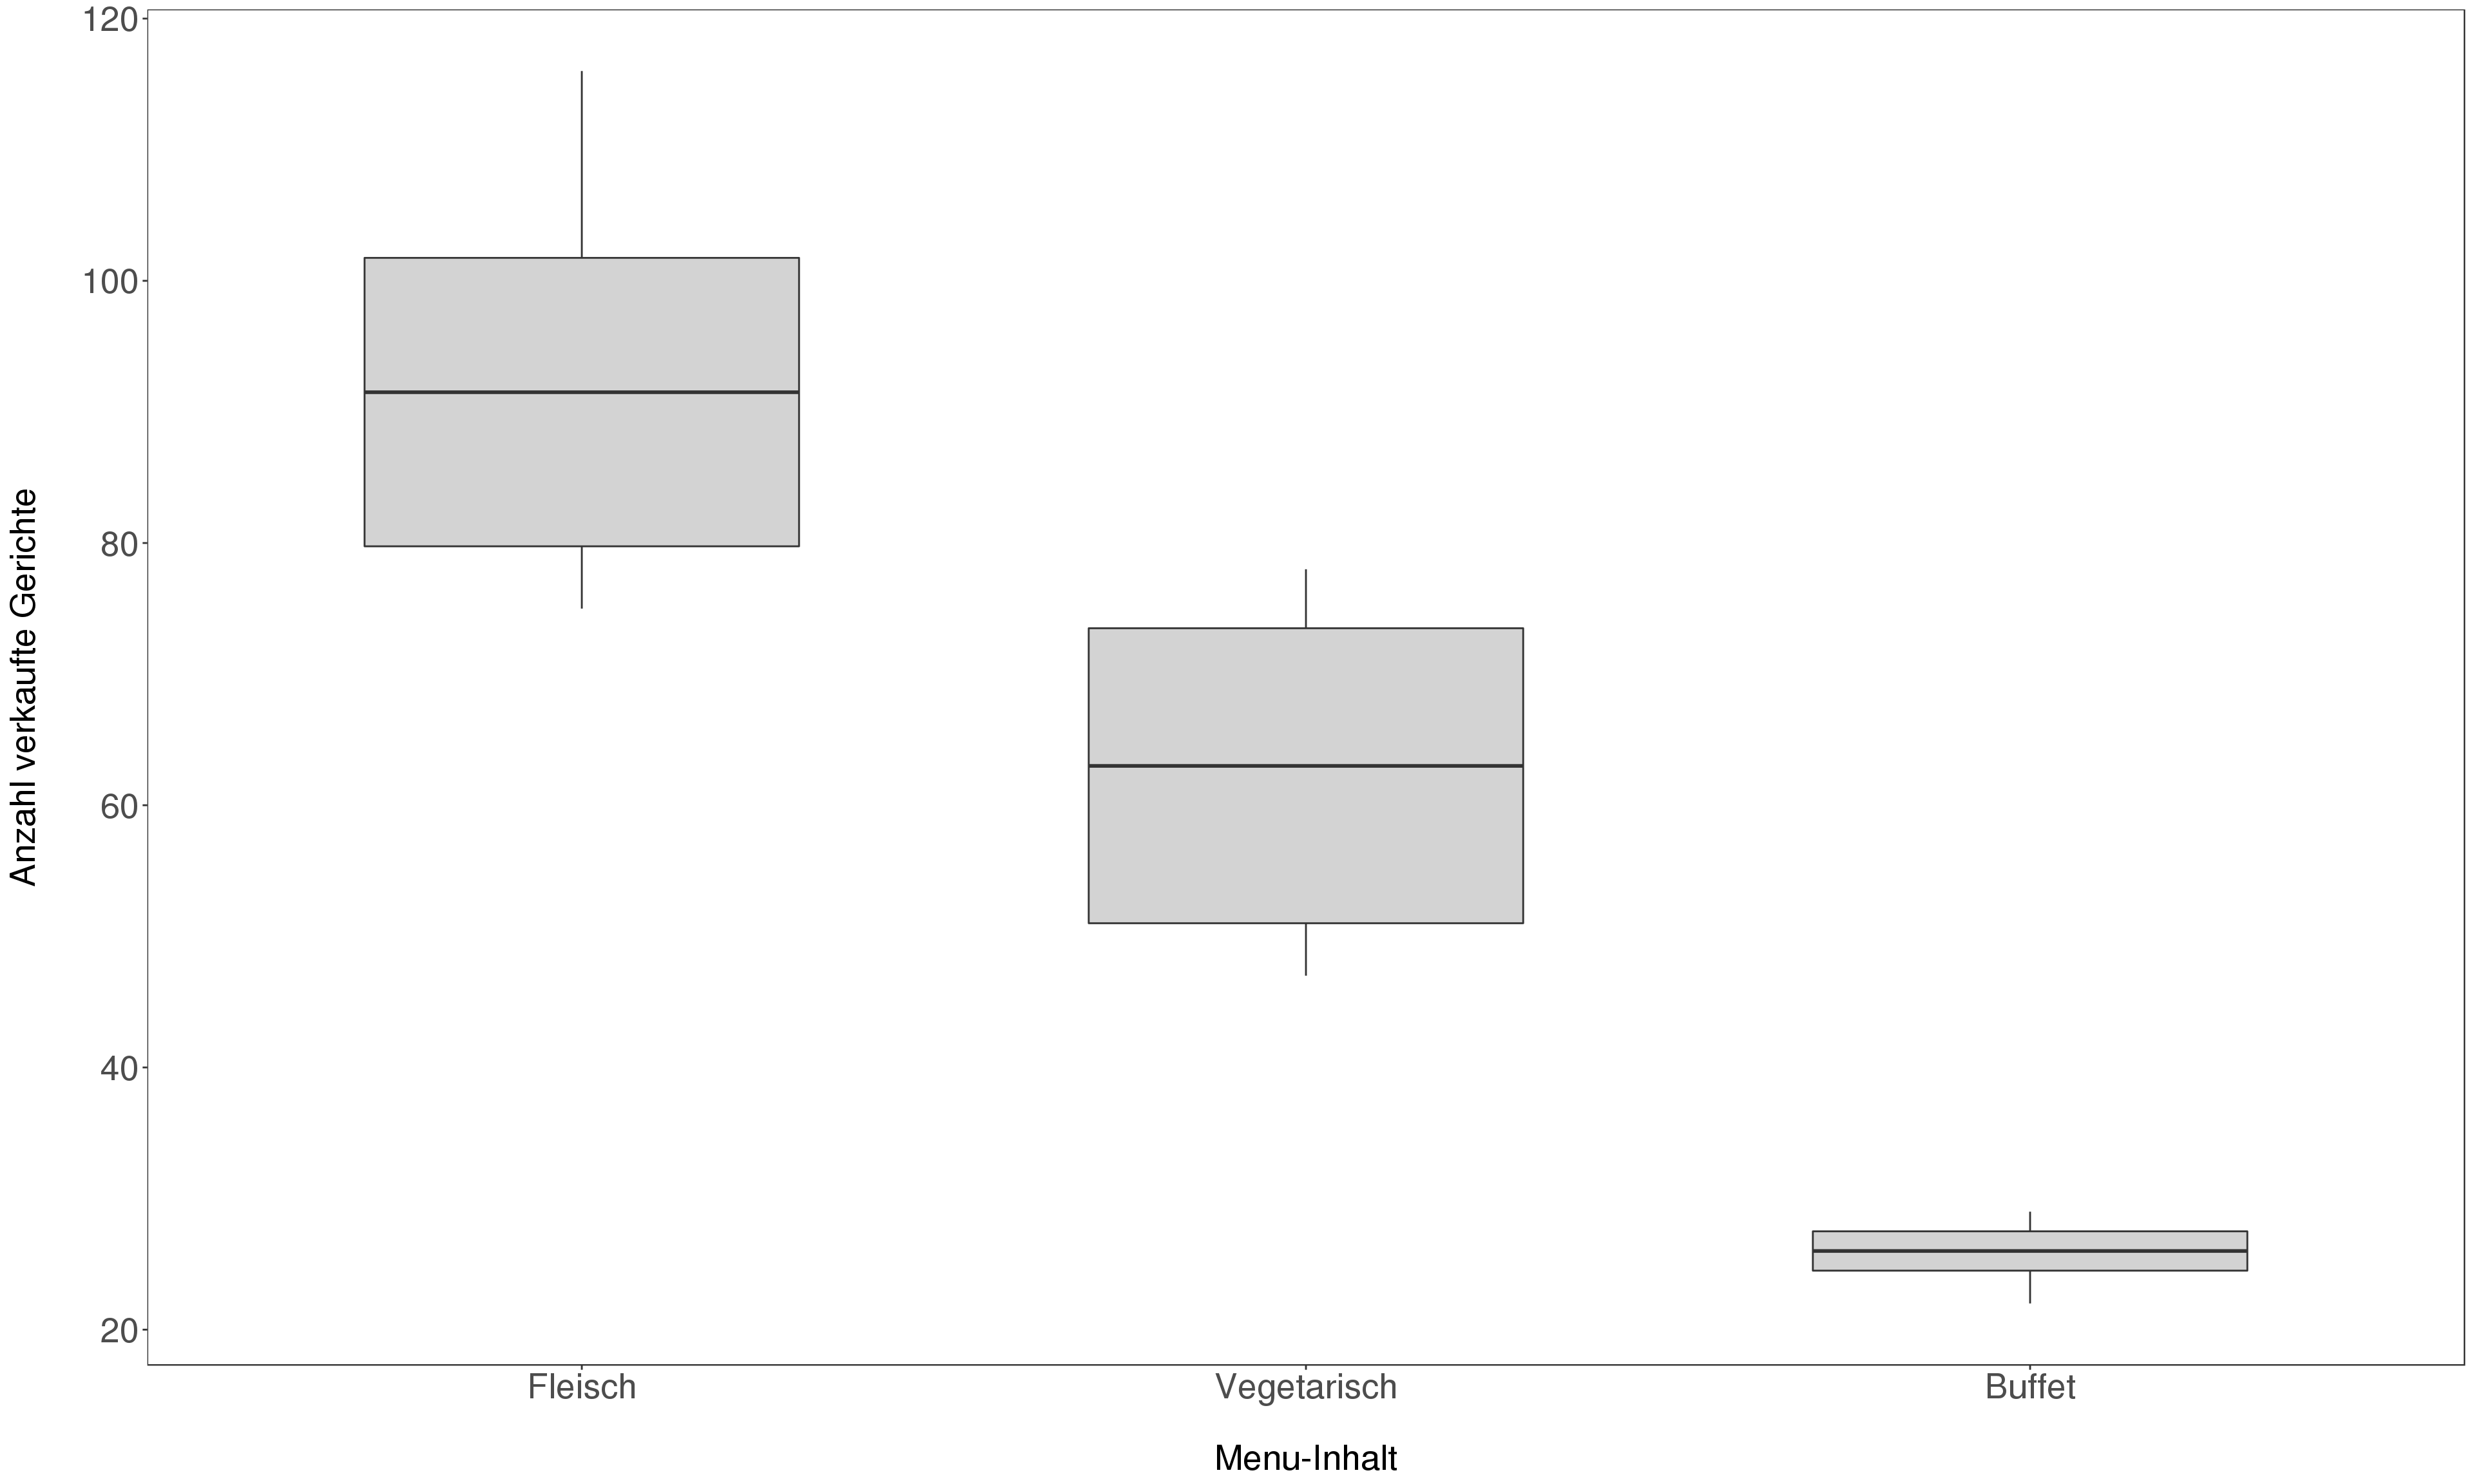 Anzahl verkaufte Gerichte
120
100
80
60
40
20
Fleisch
Vegetarisch
Buffet
Menu-Inhalt